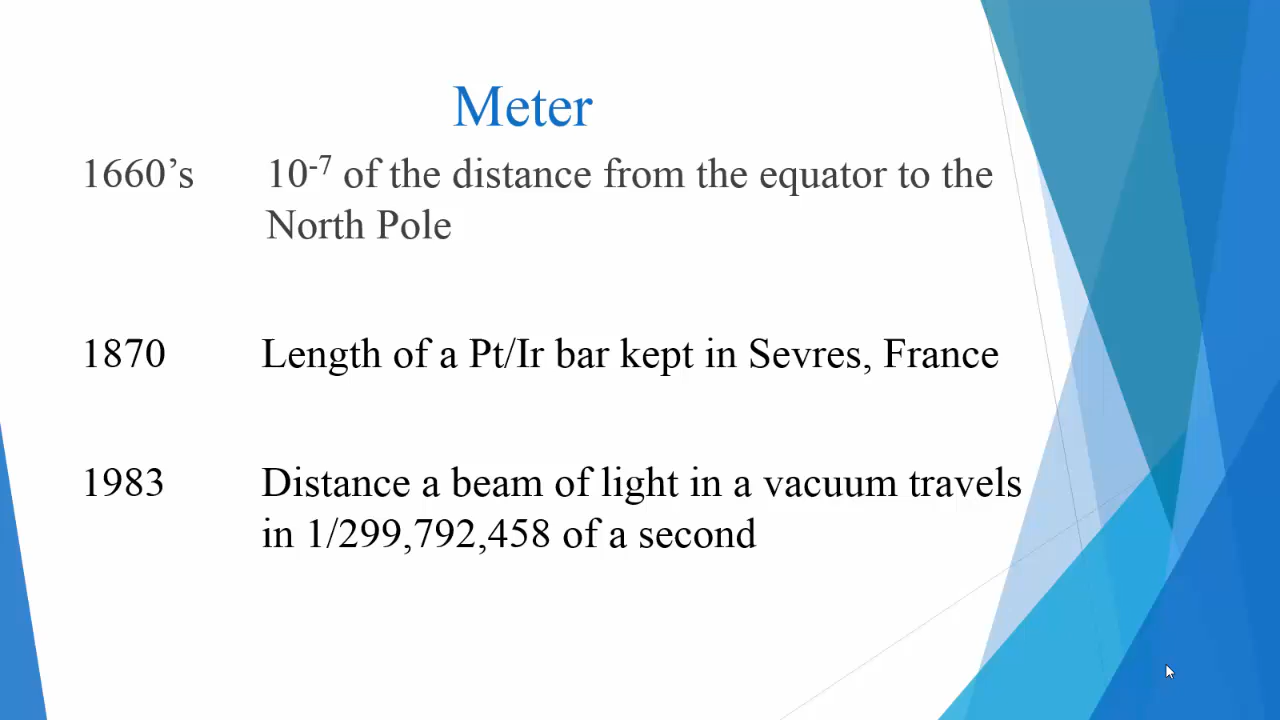 Meter
1660’s 10⁻⁷ of the distance from the equator to the
North Pole
1870 Length of a Pt/Ir bar kept in Sevres, France
1983 Distance a beam of light in a vacuum travels
in 1/299,792,458 of a second